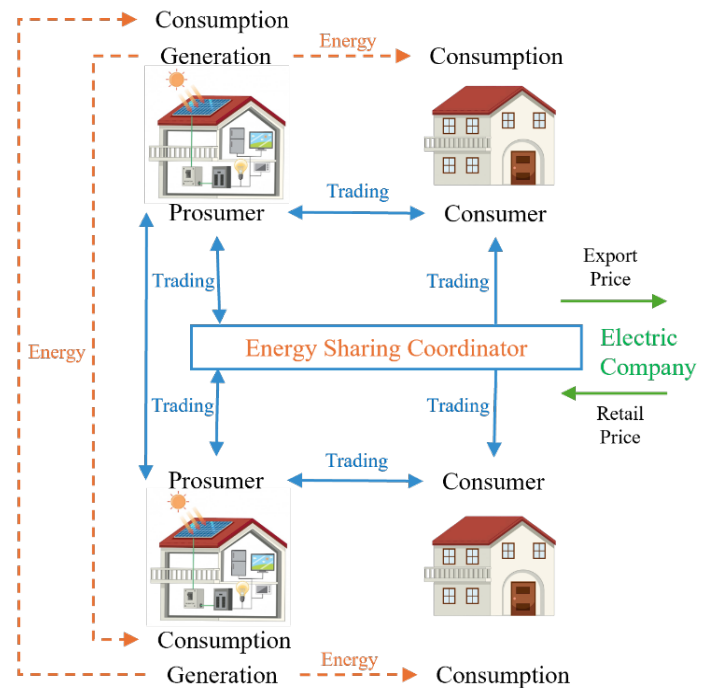 Consumption
Generation
Energy
Consumption
Prosumer
Trading
Consumer
Trading
Trading
Export
Price
Energy Sharing Coordinator
Electric
Company
Energy
Trading
Trading
Retail
Price
Prosumer
Trading
Consumer
Consumption
Generation
Energy
Consumption